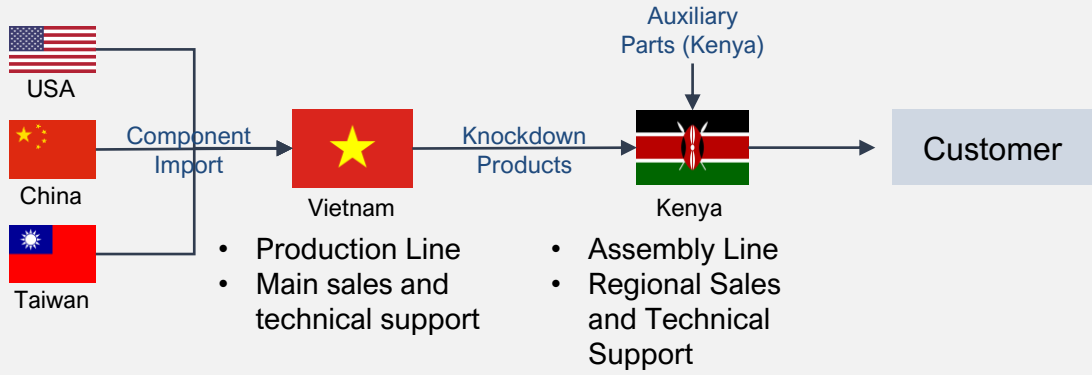 Auxiliary
Parts (Kenya)
USA
Component
Import
China
Taiwan
Vietnam
• Production Line
• Main sales and
technical support
Knockdown
Products
Kenya
• Assembly Line
• Regional Sales
and Technical
Support
Customer